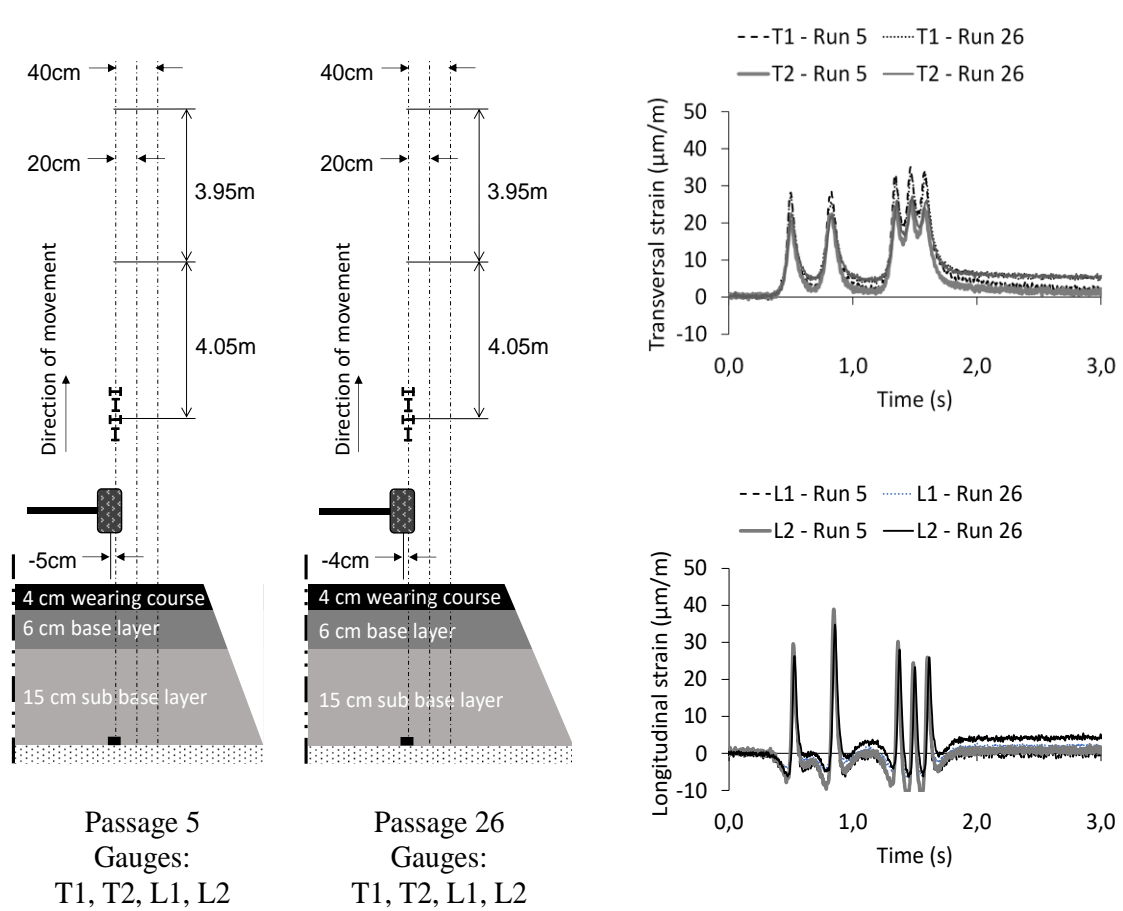 40cm
20cm
3.95m
4.05m
Direction of movement
-5cm
4 cm wearing course
6 cm base layer
15 cm sub base layer
Passage 5
Gauges:
T1, T2, L1, L2
40cm
20cm
3.95m
4.05m
Direction of movement
-4cm
4 cm wearing course
6 cm base layer
15 cm sub base layer
Passage 26
Gauges:
T1, T2, L1, L2
T1 - Run 5 T1 - Run 26
T2 - Run 5 T2 - Run 26
Transversal strain (µm/m)
50
40
30
20
10
0
-10
0,0 1,0 2,0 3,0
Time (s)
L1 - Run 5 L1 - Run 26
L2 - Run 5 L2 - Run 26
Longitudinal strain (µm/m)
50
40
30
20
10
0
-10
0,0 1,0 2,0 3,0
Time (s)